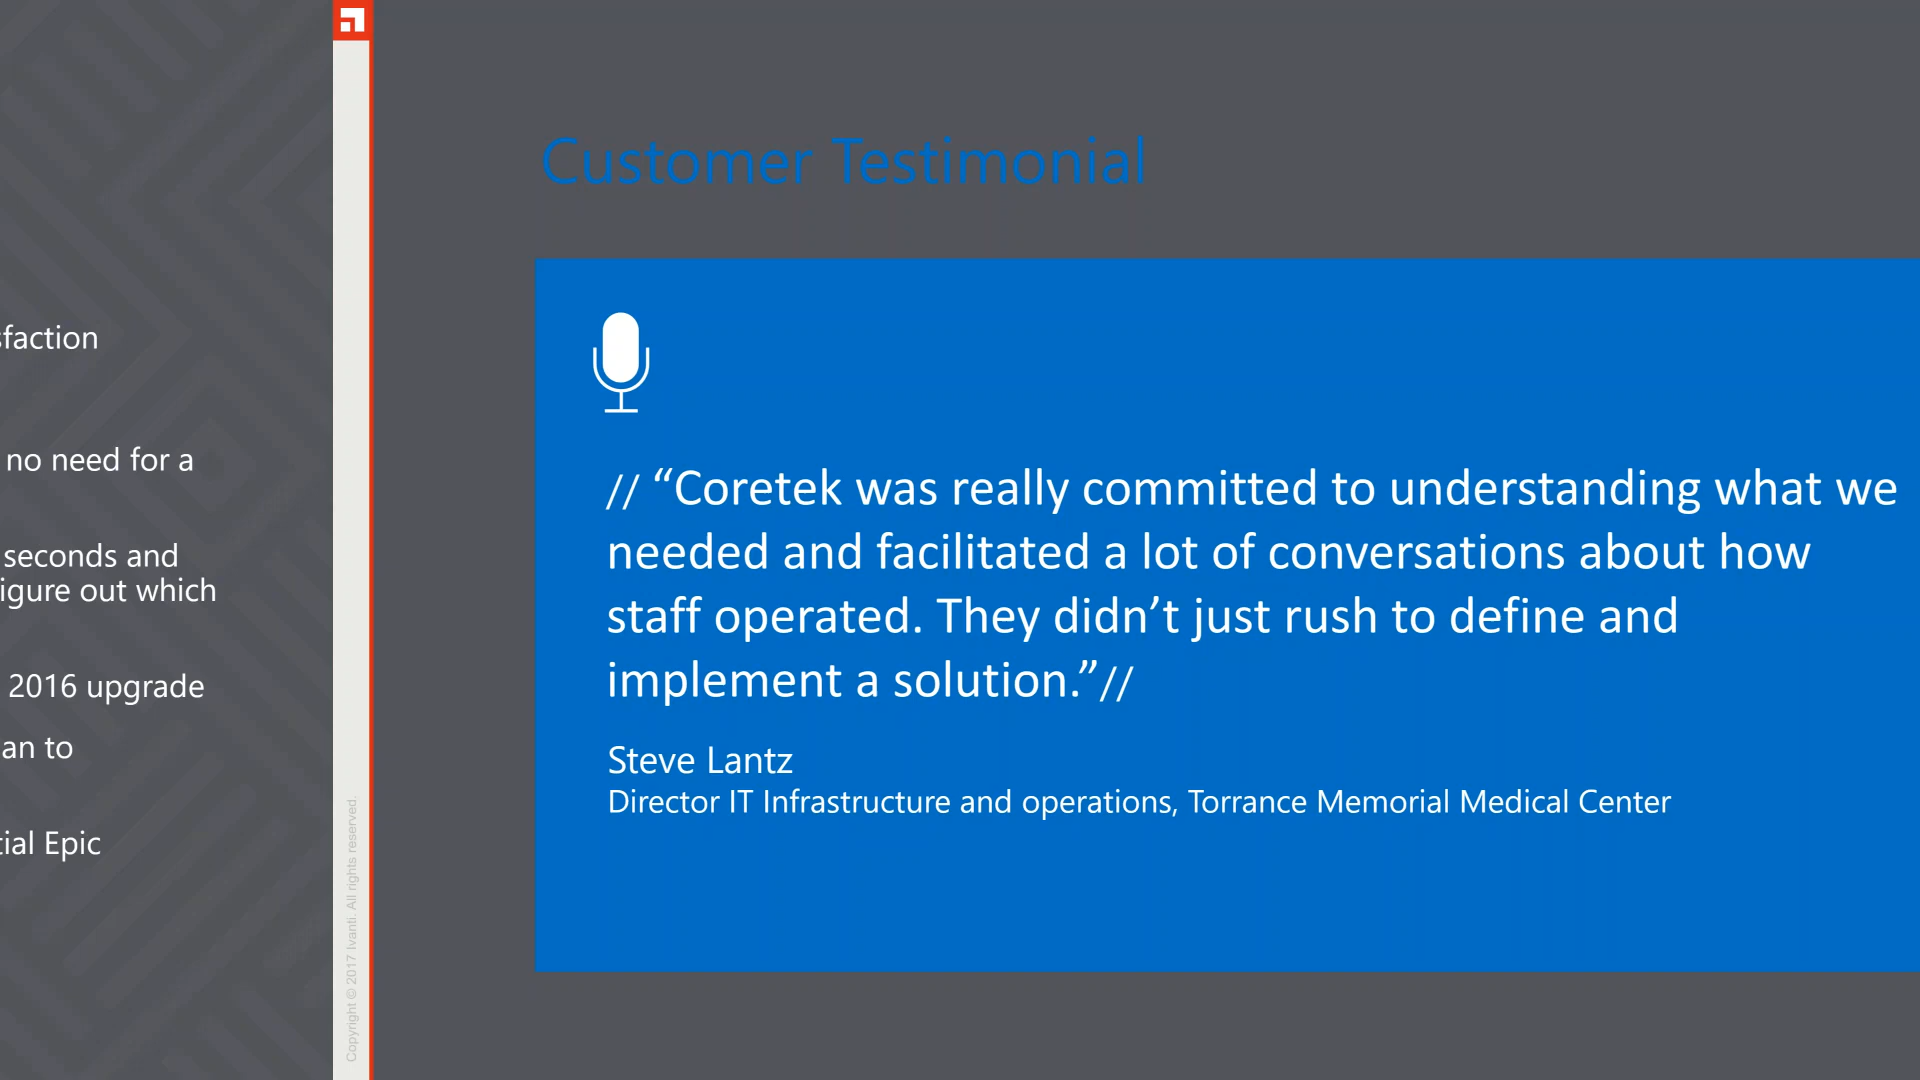 faction
no need for a
seconds and
igure out which
2016 upgrade
an to
tial Epic
Copyright © 2017 Ivanti. All rights reserved.
Customer Testimonial
// “Coretek was really committed to understanding what we
needed and facilitated a lot of conversations about how
staff operated. They didn’t just rush to define and
implement a solution.”//
Steve Lantz
Director IT Infrastructure and operations, Torrance Memorial Medical Center